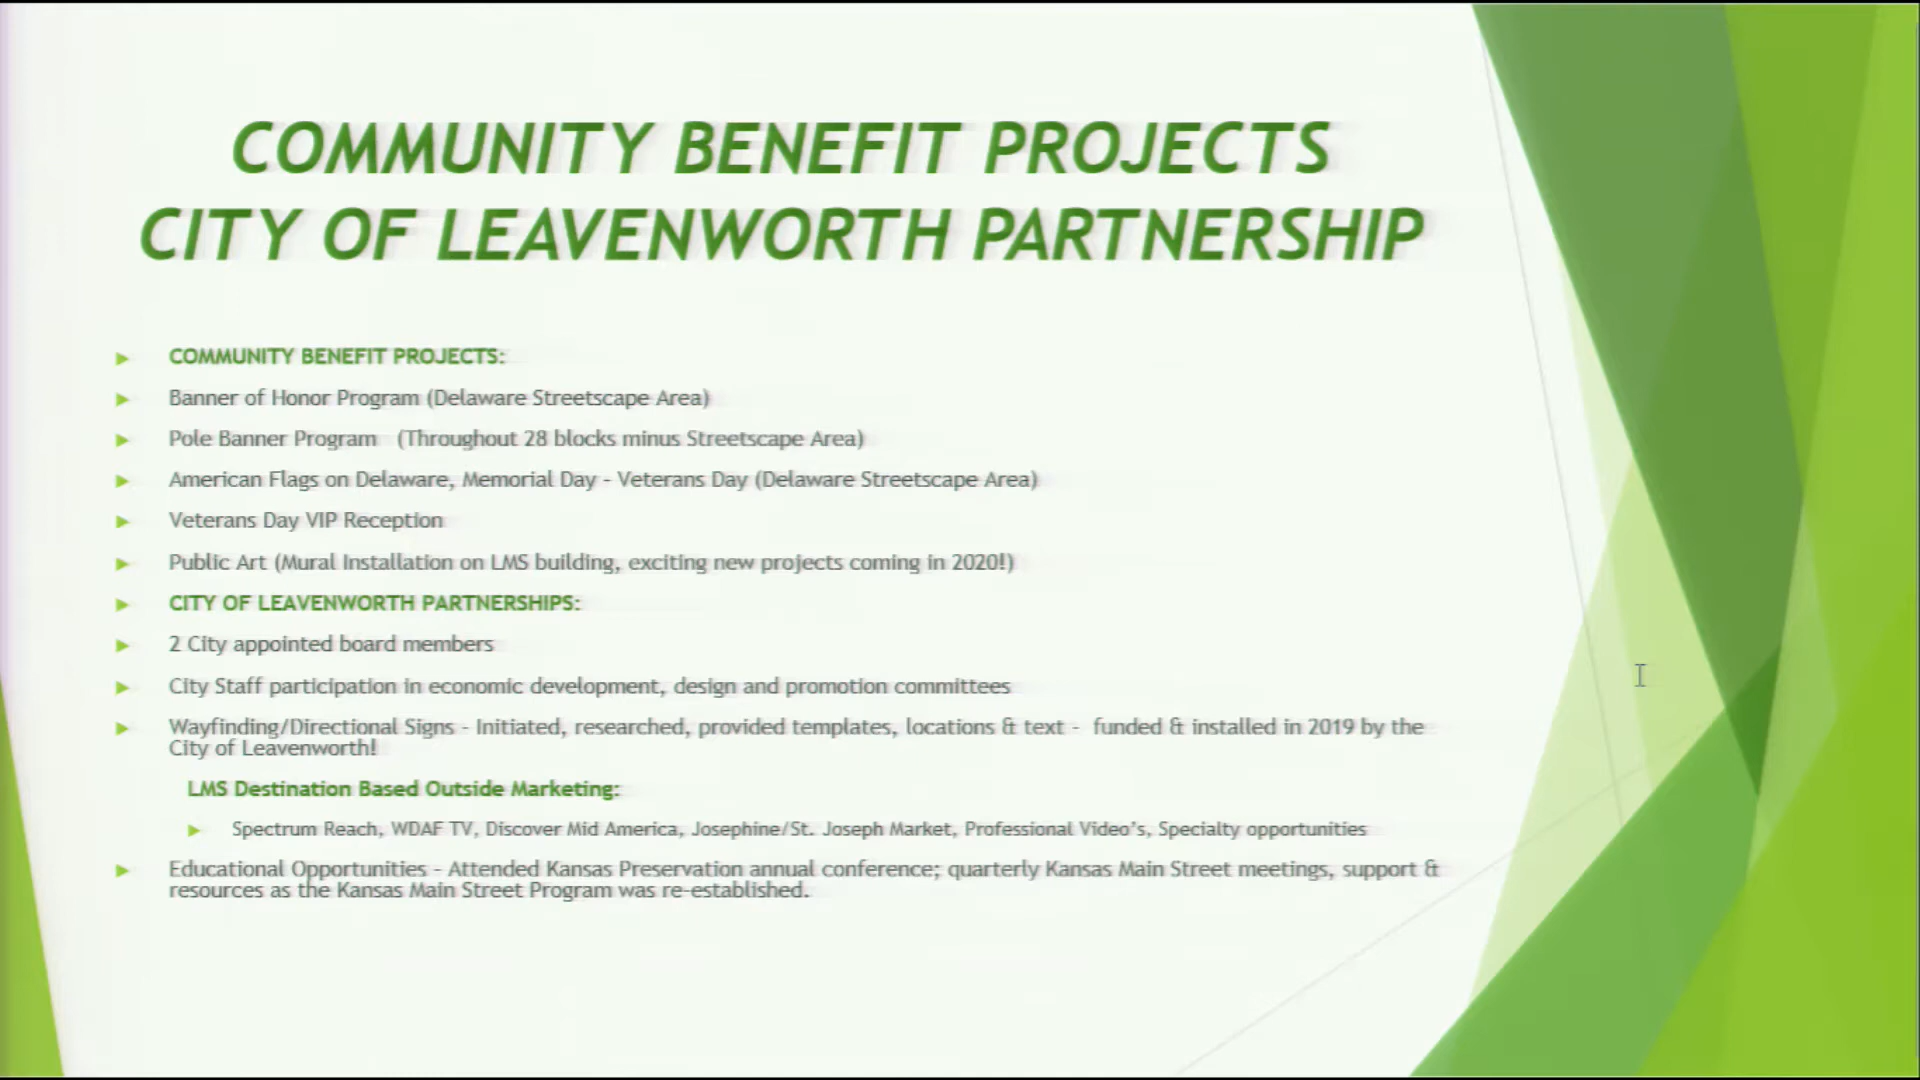 COMMUNITY BENEFIT PROJECTS
CITY OF LEAVENWORTH PARTNERSHIP
COMMUNITY BENEFIT PROJECTS:
Banner of Honor Program (Delaware Streetscape Area)
Pole Banner Program (Throughout 28 blocks minus Streetscape Area)
American Flags on Delaware, Memorial Day - Veterans Day (Delaware Streetscape Area)
Veterans Day VIP Reception
Public Art (Mural Installation on LMS building, exciting new projects coming in 2020!)
CITY OF LEAVENWORTH PARTNERSHIPS:
2 City appointed board members
City Staff participation in economic development, design and promotion committees
Wayfinding/Directional Signs - Initiated, researched, provided templates, locations & text - funded & installed in 2019 by the
City of Leavenworth!
LMS Destination Based Outside Marketing:
Spectrum Reach, WDAF TV, Discover Mid America, Josephine/St. Joseph Market, Professional Video's, Specialty opportunities
Educational Opportunities - Attended Kansas Preservation annual conference; quarterly Kansas Main Street meetings, support &
resources as the Kansas Main Street Program was re-established.